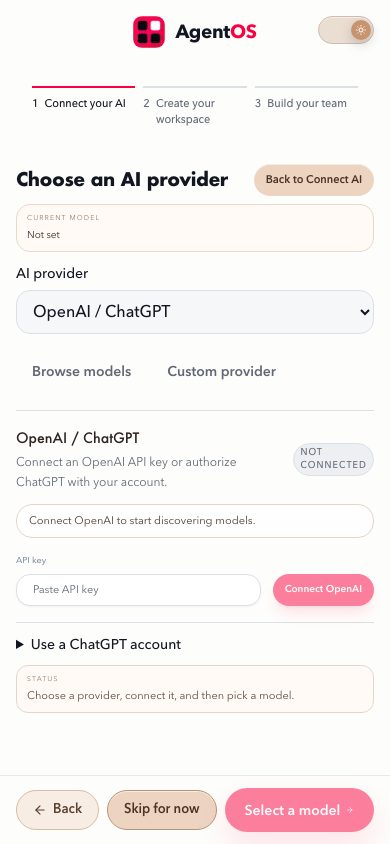 AgentOS
1 Connect your AI
2 Create your
workspace
3 Build your team
Choose an AI provider
Back to Connect AI
CURRENT MODEL
Not set
AI provider
OpenAI / ChatGPT
Browse models
Custom provider
OpenAI / ChatGPT
Connect an OpenAI API key or authorize
ChatGPT with your account.
NOT
CONNECTED
Connect OpenAI to start discovering models.
API key
Paste API key
Connect OpenAI
Use a ChatGPT account
STATUS
Choose a provider, connect it, and then pick a model.
← Back
Skip for now
Select a model →